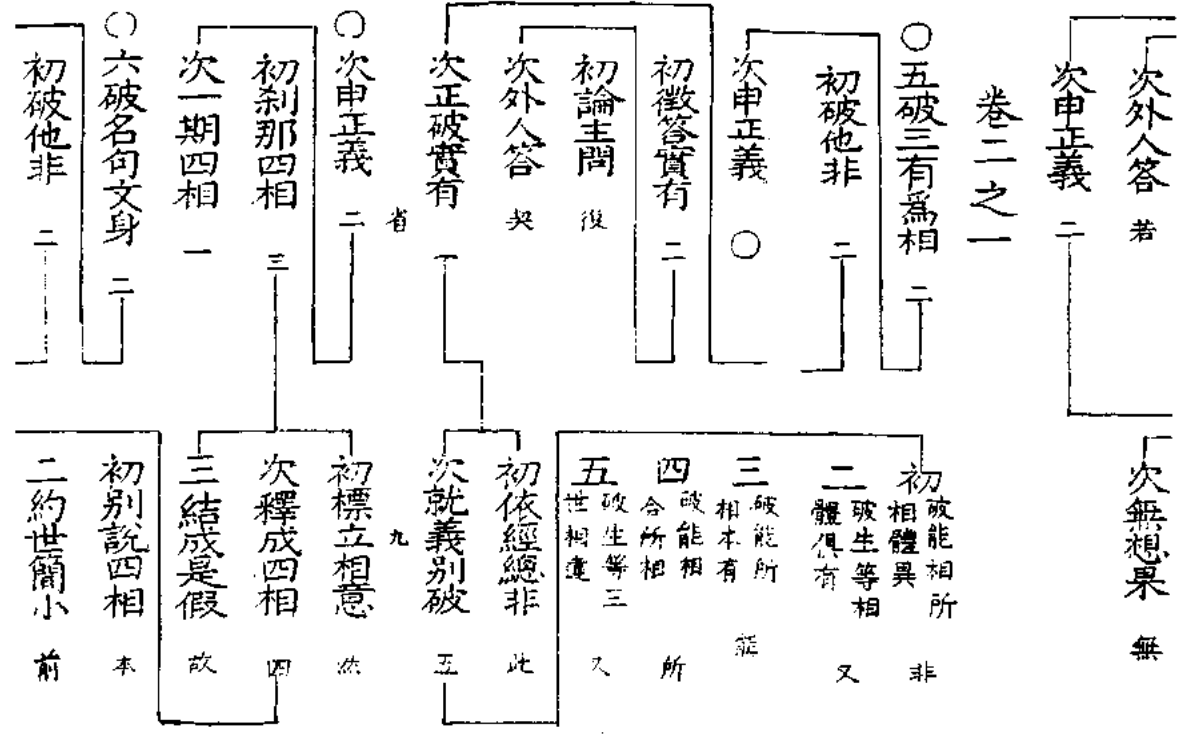 次外人答　若
次申正義　二
次無想果　無
卷二之一
○五破三有爲相　二
初破他非　二
次申正義　○
初徵答實有　二
初論主問　復
次外人答　契
次正破實有　二
初破能相所相體異　非
二破生等相體俱有　又
三破能所相本有
四破能相合所相　所
五破生等三世相違　又
初依經總非　此
次就義別破　五
省
九
○次申正義　二
初刹那四相　三
次一期四相　一
初標立相意　然
次釋成四相　四
三結成是假　故
初別説四相　本
二約世簡小　前
○六破名句文身　二
初破他非　二